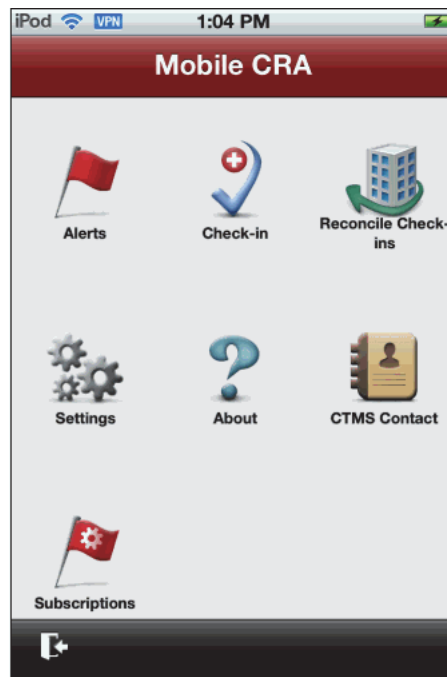 iPod VPN 1:04 PM
Mobile CRA
Alerts
Check-in
Reconcile Check-
ins
Settings
About
CTMS Contact
Subscriptions